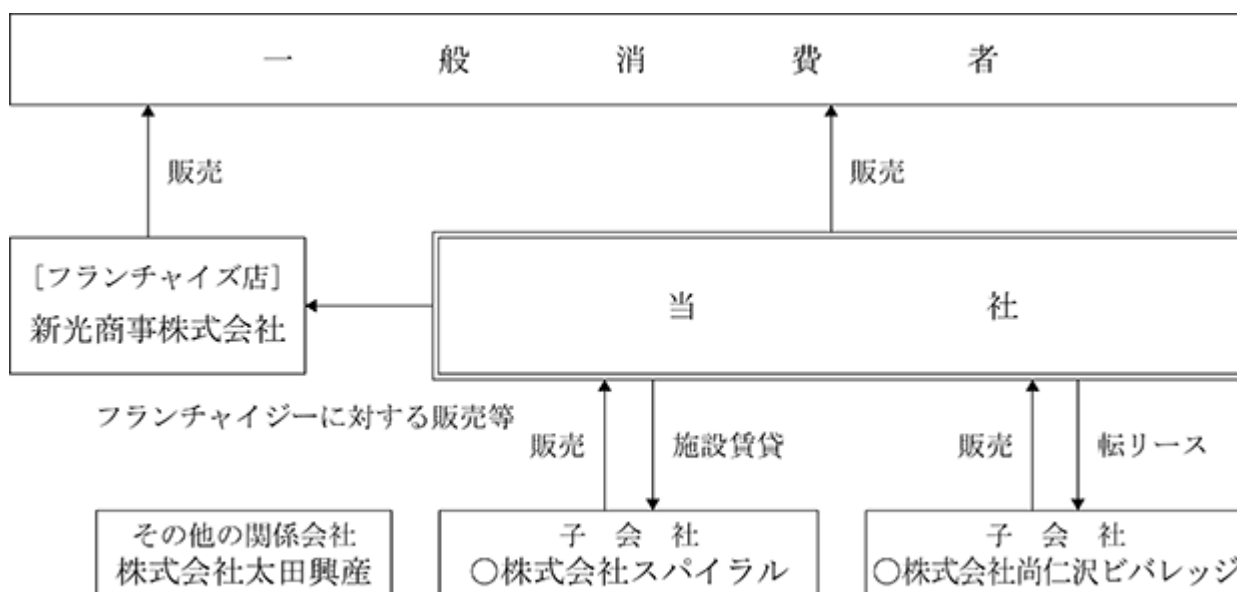 一般消費者
販売
販売
［フランチャイズ店］
新光商事株式会社
当社
フランチャイジーに対する販売等
販売
施設賃貸
販売
転リース
その他の関係会社
株式会社太田興産
子会社
○株式会社スパイラル
子会社
○株式会社尚仁沢ビバレッジ